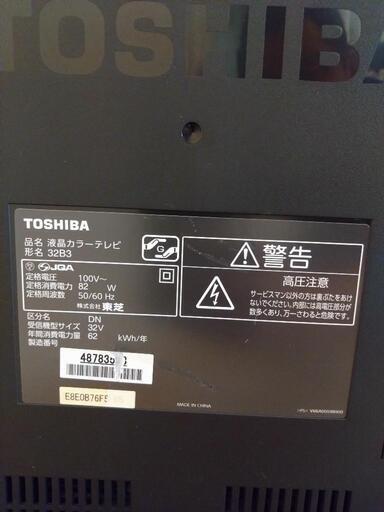 TOSHIBA
TOSHIBA
品名 液晶カラーテレビ
形名 32B3
JQA
定格電圧 100V~
定格消費電力 82 W
定格周波数 50/60 Hz
株式会社 東芝
区分名 DN
受信機型サイズ 32V
年間消費電力量 62 kWh/年
製造番号
E8E0B76F5
MADE IN CHINA
警告
高圧注意
サービスマン以外の方は裏ぶたをあけ
ないでください。内部には高電圧部分が
数多くあり、万一さわると危険です。